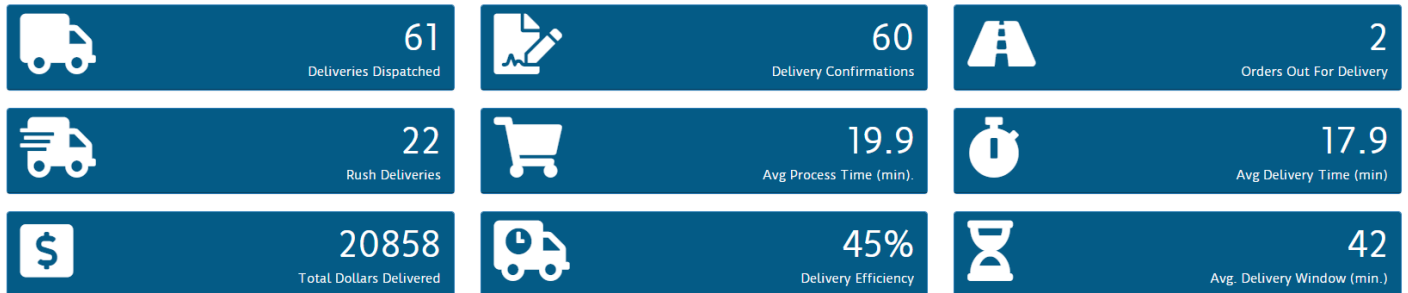 61
Deliveries Dispatched
60
Delivery Confirmations
2
Orders Out For Delivery
22
Rush Deliveries
19.9
Avg Process Time (min).
17.9
Avg Delivery Time (min)
$
20858
Total Dollars Delivered
45%
Delivery Efficiency
42
Avg. Delivery Window (min.)